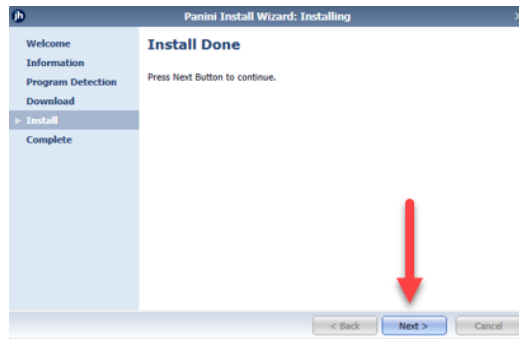 jh
Panini Install Wizard: Installing
Welcome
Information
Program Detection
Download
Install
Complete
Install Done
Press Next Button to continue.
< Back
Next >
Cancel